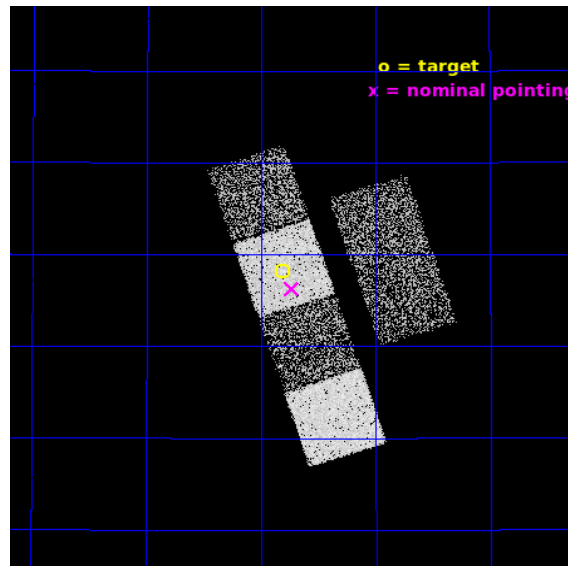 o = target
x = nominal pointing